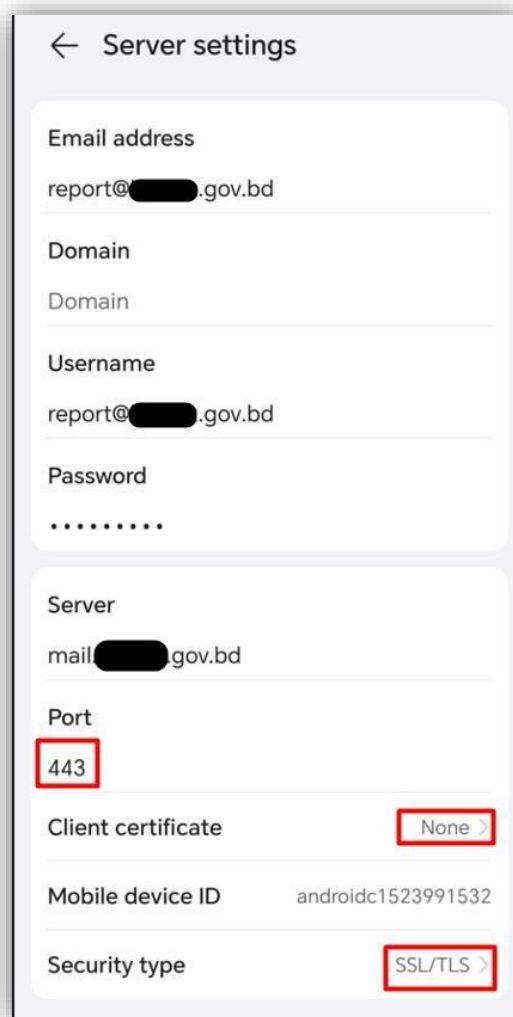 Server settings
Email address
report@ .gov.bd
Domain
Domain
Username
report@ .gov.bd
Password
•••••••••
Server
mail. .gov.bd
Port
443
Client certificate None
Mobile device ID androidc1523991532
Security type SSL/TLS